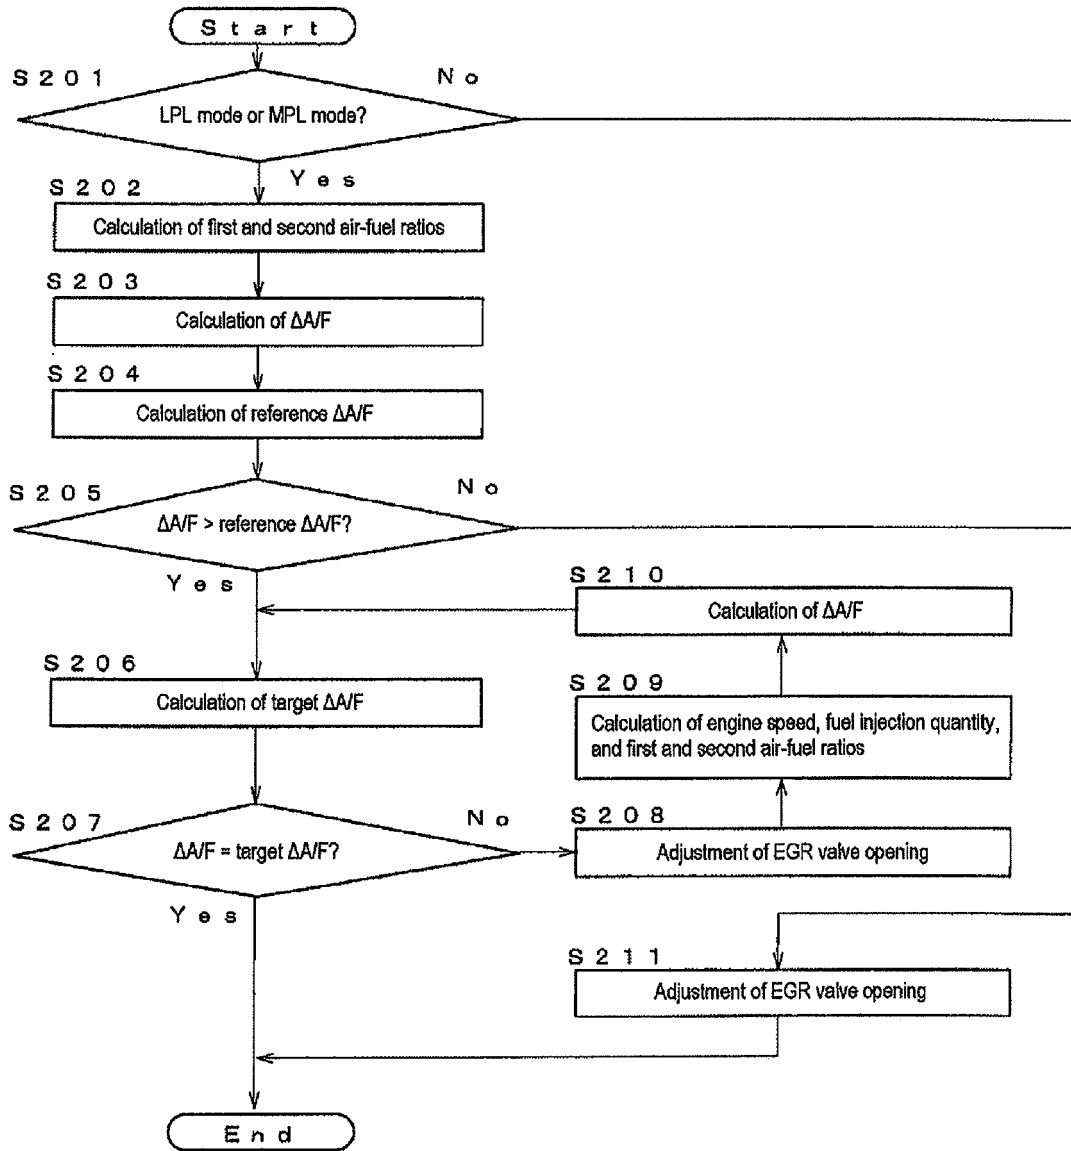 Start
S201
No
LPL mode or MPL mode?
Yes
S202
Calculation of first and second air-fuel ratios
S203
Calculation of ΔA/F
S204
Calculation of reference ΔA/F
S205
No
ΔA/F > reference ΔA/F?
Yes
S210
Calculation of ΔA/F
S206
Calculation of target ΔA/F
S209
Calculation of engine speed, fuel injection quantity,
and first and second air-fuel ratios
S207
No
ΔA/F = target ΔA/F?
S208
Adjustment of EGR valve opening
Yes
S211
Adjustment of EGR valve opening
End